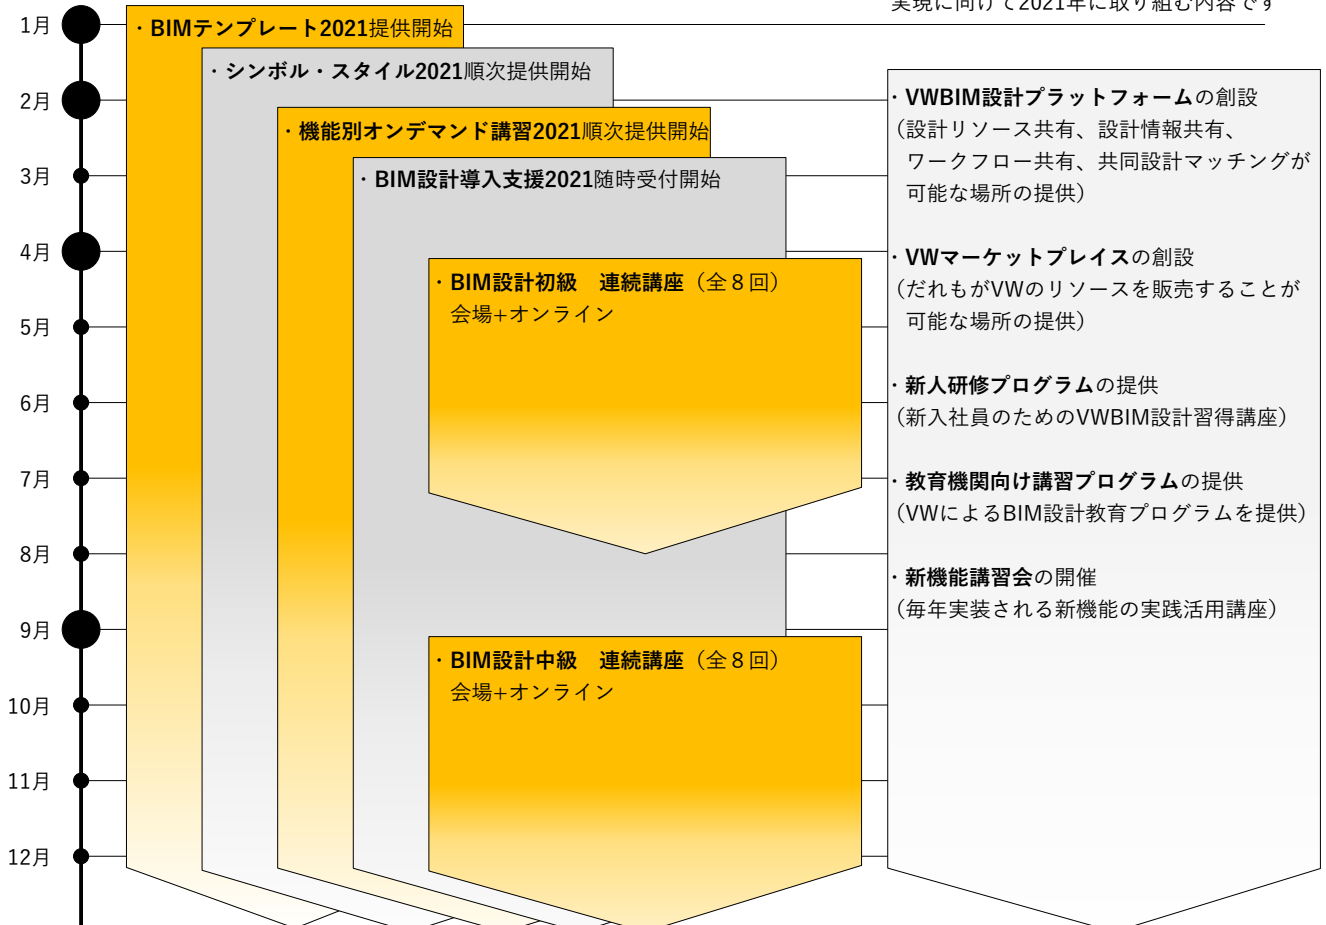 実現に向けて2021年に取り組む内容です
1月
・BIMテンプレート2021提供開始
・シンボル・スタイル2021順次提供開始
2月
・機能別オンデマンド講習2021順次提供開始
3月
・BIM設計導入支援2021随時受付開始
4月
・BIM設計初級　連続講座（全８回）
会場+オンライン
5月
6月
7月
8月
9月
・BIM設計中級　連続講座（全８回）
会場+オンライン
10月
11月
12月
・VWBIM設計プラットフォームの創設
（設計リソース共有、設計情報共有、
ワークフロー共有、共同設計マッチングが
可能な場所の提供）
・VWマーケットプレイスの創設
（だれもがVWのリソースを販売することが
可能な場所の提供）
・新人研修プログラムの提供
（新入社員のためのVWBIM設計習得講座）
・教育機関向け講習プログラムの提供
（VWによるBIM設計教育プログラムを提供）
・新機能講習会の開催
（毎年実装される新機能の実践活用講座）